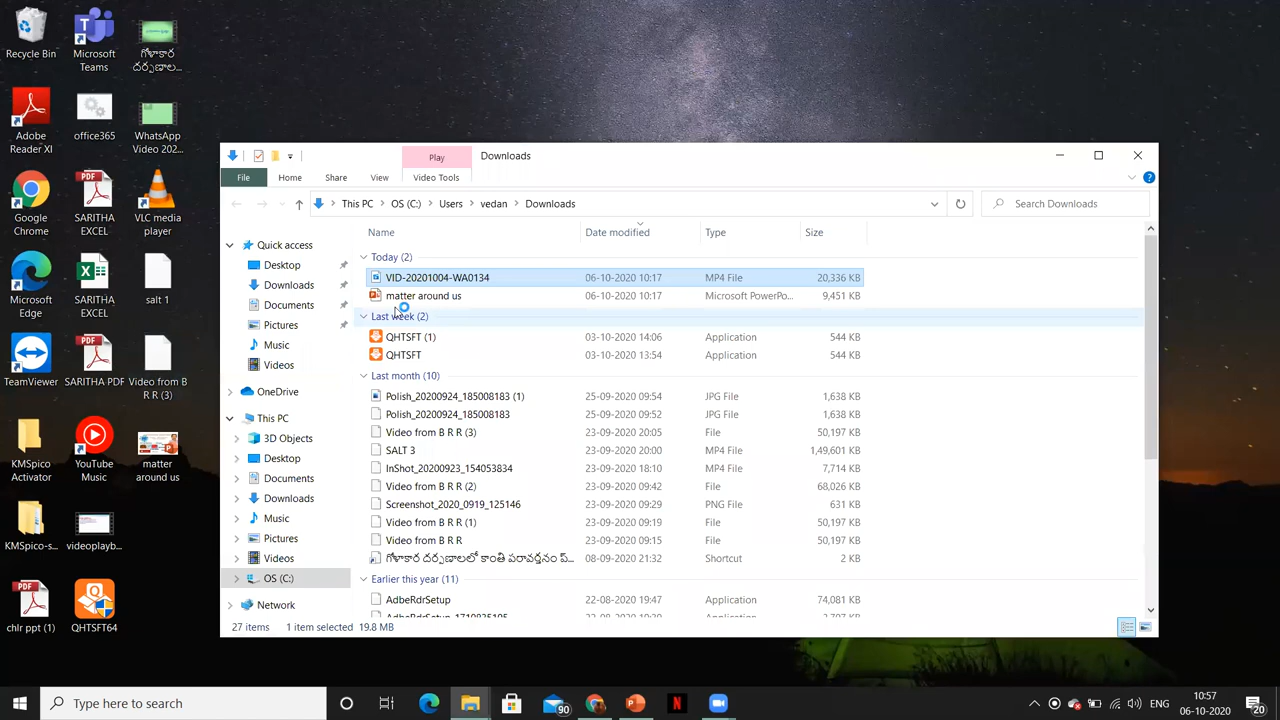 Recycle Bin
Microsoft
Teams
గోళాకార
దర్పణాల...
Adobe
Reader XI
office365
WhatsApp
Video 202...
Google
Chrome
SARITHA
EXCEL
VLC media
player
Microsoft
Edge
SARITHA
EXCEL
salt 1
TeamViewer
SARITHA PDF
Video from B
R R (3)
KMSpico
Activator
YouTube
Music
matter
around us
KMSpico-s...
videoplayb...
chlr ppt (1)
QHTSFT64
Play
Downloads
File
Home
Share
View
Video Tools
This PC
OS (C:)
Users
vedan
Downloads
Search Downloads
Name
Date modified
Type
Size
Quick access
Desktop
Downloads
Documents
Pictures
Music
Videos
OneDrive
This PC
3D Objects
Desktop
Documents
Downloads
Music
Pictures
Videos
OS (C:)
Network
Today (2)
VID-20201004-WA0134 06-10-2020 10:17 MP4 File 20,336 KB
matter around us 06-10-2020 10:17 Microsoft PowerPo... 9,451 KB
Last week (2)
QHTSFT (1) 03-10-2020 14:06 Application 544 KB
QHTSFT 03-10-2020 13:54 Application 544 KB
Last month (10)
Polish_20200924_185008183 (1) 25-09-2020 09:54 JPG File 1,638 KB
Polish_20200924_185008183 25-09-2020 09:52 JPG File 1,638 KB
Video from B R R (3) 23-09-2020 20:05 File 50,197 KB
SALT 3 23-09-2020 20:00 MP4 File 1,49,601 KB
InShot_20200923_154053834 23-09-2020 18:10 MP4 File 7,714 KB
Video from B R R (2) 23-09-2020 09:42 File 68,026 KB
Screenshot_2020_0919_125146 23-09-2020 09:29 PNG File 631 KB
Video from B R R (1) 23-09-2020 09:19 File 50,197 KB
Video from B R R 23-09-2020 09:15 File 50,197 KB
గోళాకార దర్పణాలలో కాంతి పరావర్తనం ప్... 08-09-2020 21:32 Shortcut 2 KB
Earlier this year (11)
AdbeRdrSetup 22-08-2020 19:47 Application 74,081 KB
27 items 1 item selected 19.8 MB
Type here to search
90
ENG
10:57
06-10-2020
20